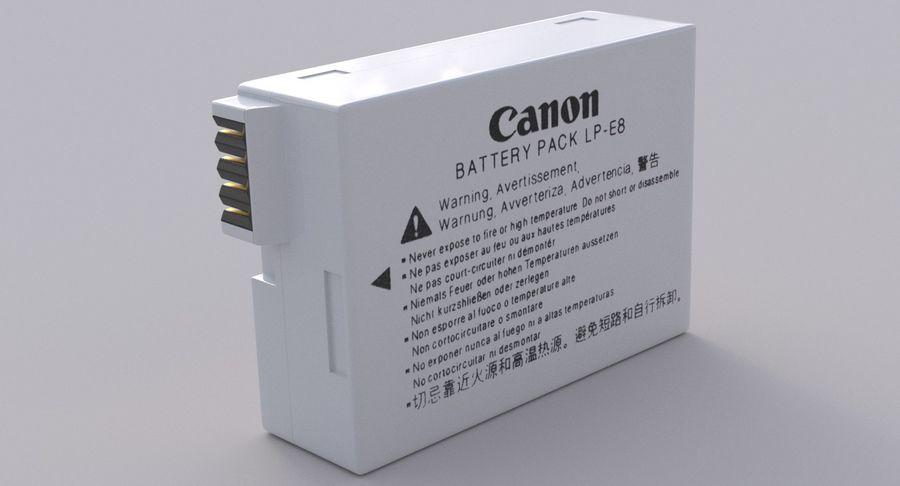 Canon
BATTERY PACK LP-E8
Warning, Avertissement,
Warnung, Avverteriza, Advertencia, 警告
▪ Never expose to fire or high temperature. Do not short or disassemble
▪ Ne pas exposer au feu ou aux hautes températures
Ne pas court-circuiter ni démontér
▪ Niemals Feuer oder hohen Temperaturen aussetzen
Nicht kurzshließen oder zerlegen
▪ Non esporre al fuoco o temperature alte
Non cortocircuitare o smontare
▪ No exponer nunca al fuego ni a altas temperaturas
No cortocircuitar ni desmontar
▪ 切忌靠近火源和高温热源。避免短路和自行拆卸.